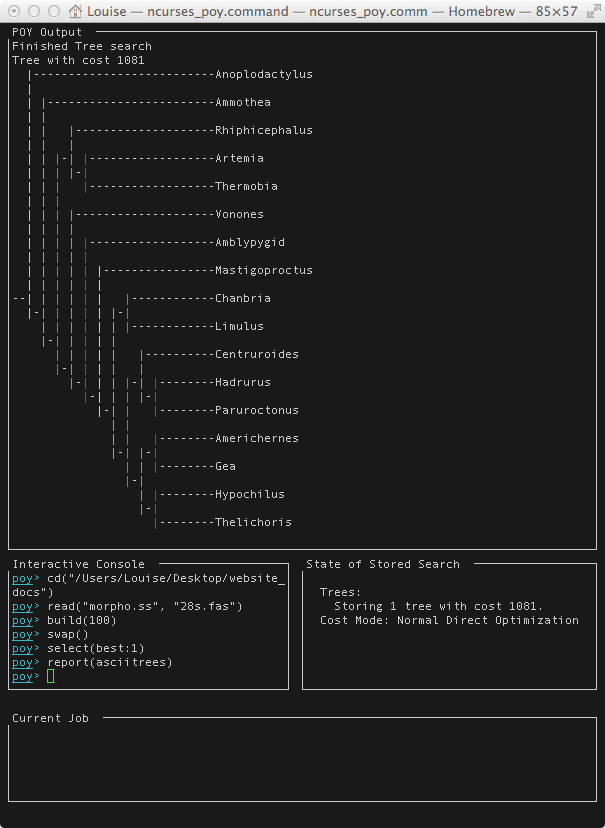 Louise — ncurses_poy.command — ncurses_poy.comm — Homebrew — 85×57
POY Output
Finished Tree search
Tree with cost 1081
Anoplodactylus
Ammothea
Rhiphicephalus
Artemia
Thermobia
Vonones
Amblypygid
Mastigoproctus
Chanbria
Limulus
Centruroides
Hadrurus
Paruroctonus
Americhernes
Gea
Hypochilus
Thelichoris
Interactive Console
poy> cd("/Users/Louise/Desktop/website_
docs")
poy> read("morpho.ss", "28s.fas")
poy> build(100)
poy> swap()
poy> select(best:1)
poy> report(asciitrees)
poy>
State of Stored Search
Trees:
Storing 1 tree with cost 1081.
Cost Mode: Normal Direct Optimization
Current Job